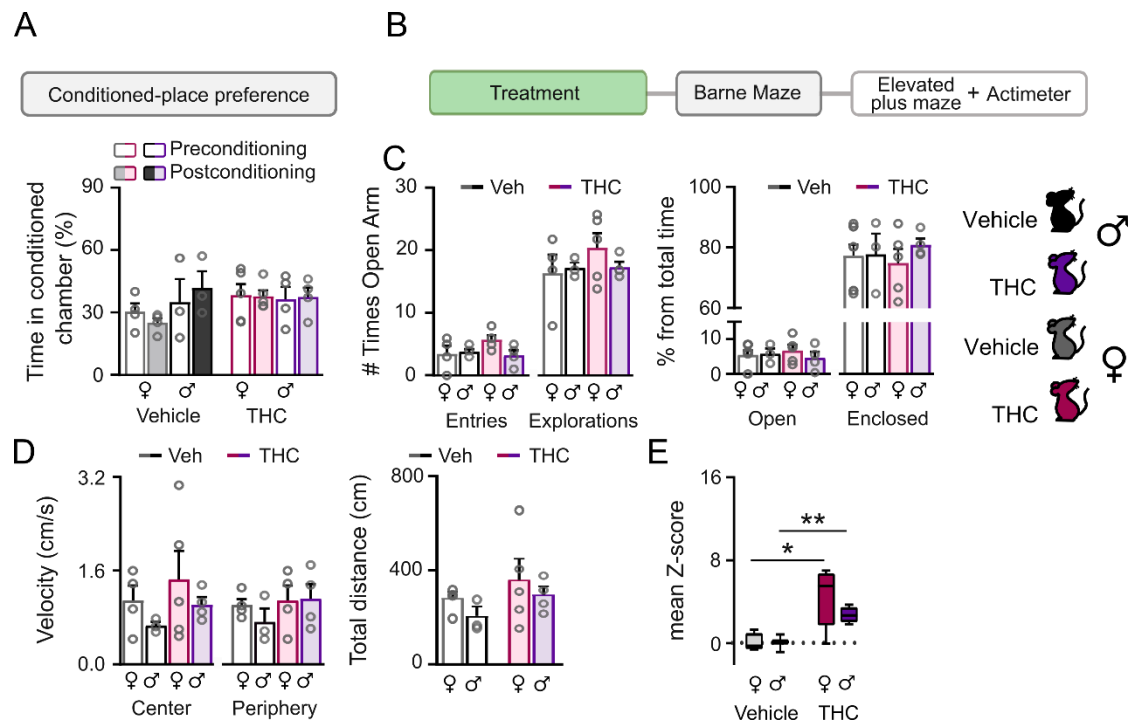 A
B
Conditioned-place preference
Treatment
Barne Maze
Elevated
plus maze + Actimeter
Preconditioning
Postconditioning
Time in conditioned
chamber (%)
90
60
30
0
♀ ♂ ♀ ♂
Vehicle THC
C
Veh THC
# Times Open Arm
30
20
10
0
♀ ♂ ♀ ♂ ♀ ♂ ♀ ♂
Entries Explorations
Veh THC
% from total time
100
80
60
10
0
♀ ♂ ♀ ♂ ♀ ♂ ♀ ♂
Open Enclosed
Vehicle
♂
THC
Vehicle
♀
THC
D
Veh THC
Velocity (cm/s)
3.2
1.6
0.0
♀ ♂ ♀ ♂ ♀ ♂ ♀ ♂
Center Periphery
Veh THC
Total distance (cm)
800
400
0
♀ ♂ ♀ ♂
E
mean Z-score
16
8
0
**
*
♀ ♂ ♀ ♂
Vehicle THC